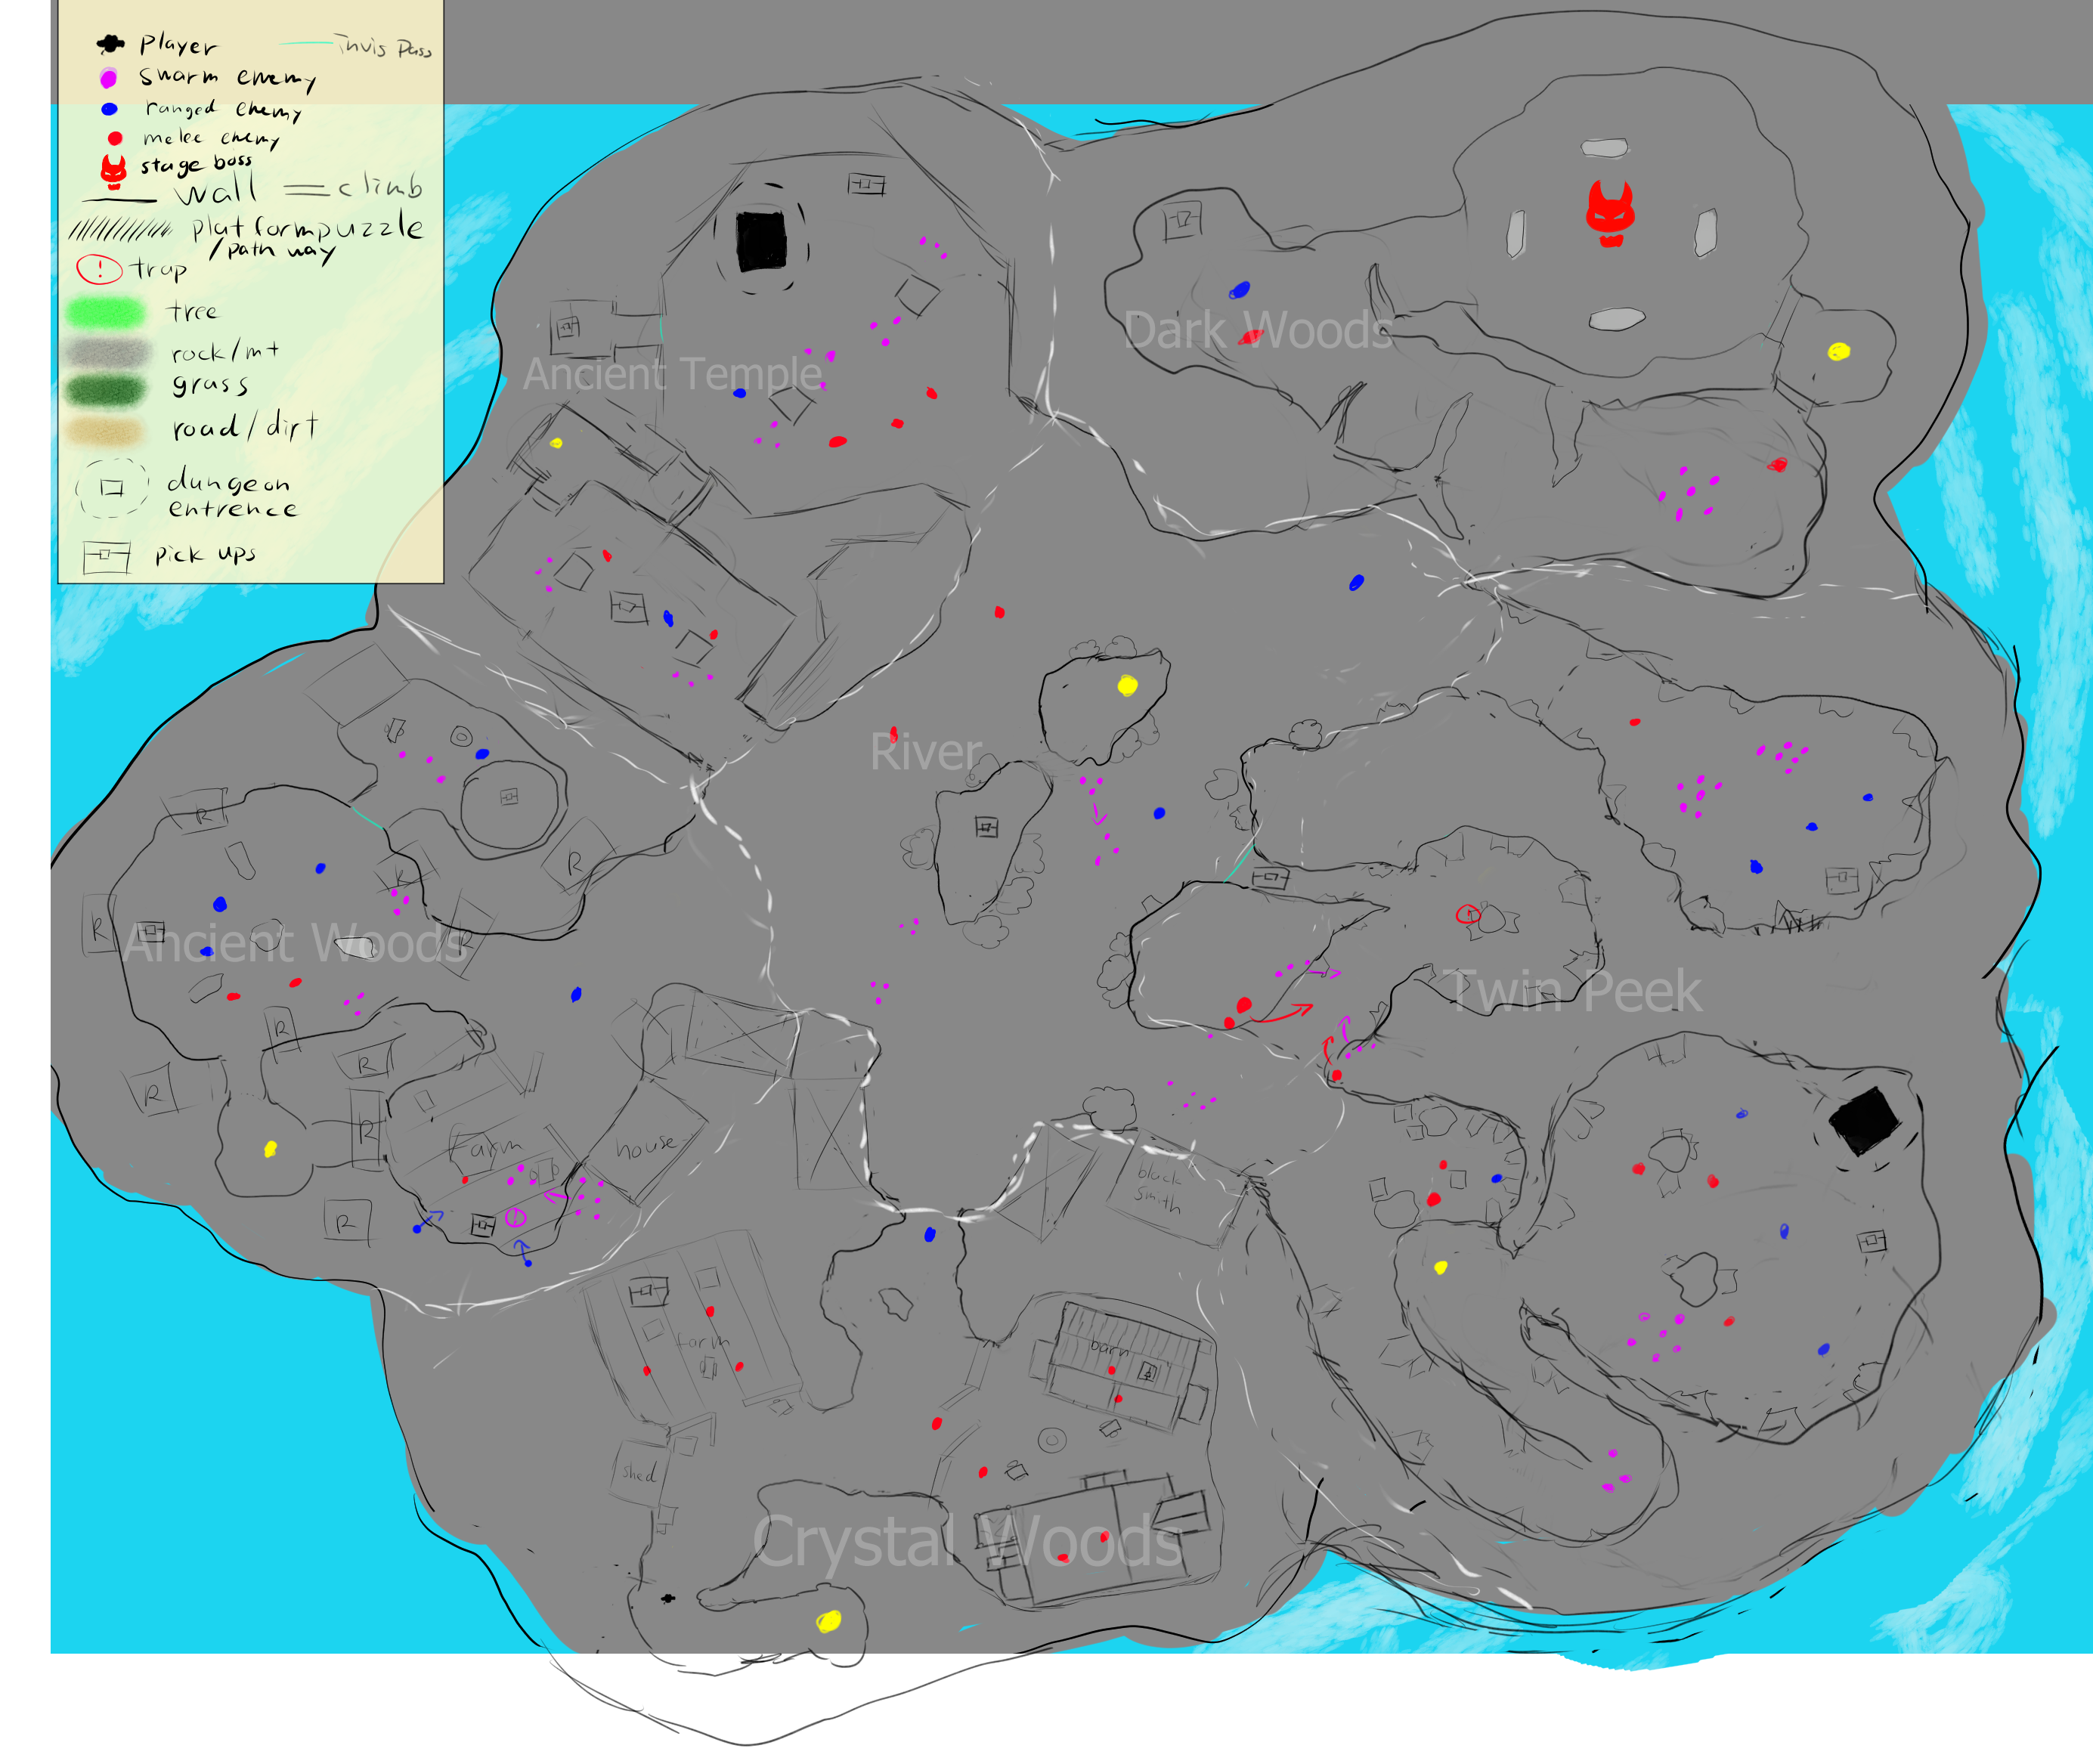 player
Invis Pass
swarm enemy
ranged enemy
melee enemy
stage boss
wall = climb
platform puzzle
/path way
! trap
tree
rock/mt
grass
road/dirt
dungeon
entrence
pick ups
Dark Woods
Ancient Temple
River
R
R
R
R
Ancient Woods
R
Twin Peek
!
R
R
R
R
Farm
house
!
R
black
smith
farm
barn
shed
Crystal Woods